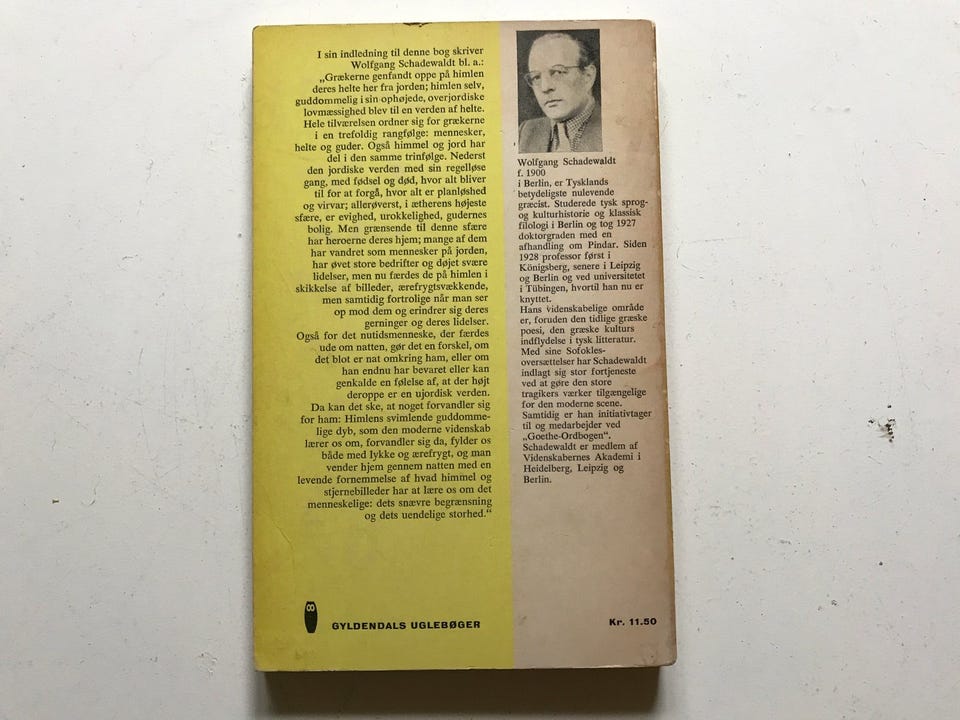 I sin indledning til denne bog skriver
Wolfgang Schadewaldt bl. a.:
„Grækerne genfandt oppe på himlen
deres helte her fra jorden; himlen selv,
guddommelig i sin ophøjede, overjordiske
lovmæssighed blev til en verden af helte.
Hele tilværelsen ordner sig for grækerne
i en trefoldig rangfølge: mennesker,
helte og guder. Også himmel og jord har
del i den samme trinfølge. Nederst
den jordiske verden med sin regelløse
gang, med fødsel og død, hvor alt bliver
til for at forgå, hvor alt er planløshed
og virvar; allerøverst, i ætherens højeste
sfære, er evighed, urokkelighed, gudernes
bolig. Men grænsende til denne sfære
har heroerne deres hjem; mange af dem
har vandret som mennesker på jorden,
har øvet store bedrifter og døjet svære
lidelser, men nu færdes de på himlen i
skikkelse af billeder, ærefrygtsvækkende,
men samtidig fortrolige når man ser
op mod dem og erindrer sig deres
gerninger og deres lidelser.
Også for det nutidsmenneske, der færdes
ude om natten, gør det en forskel, om
det blot er nat omkring ham, eller om
han endnu har bevaret eller kan
genkalde en følelse af, at der højt
deroppe er en ujordisk verden.
Da kan det ske, at noget forvandler sig
for ham: Himlens svimlende guddomme-
lige dyb, som den moderne videnskab
lærer os om, forvandler sig da, fylder os
både med lykke og ærefrygt, og man
vender hjem gennem natten med en
levende fornemmelse af hvad himmel og
stjernebilleder har at lære os om det
menneskelige: dets snævre begrænsning
og dets uendelige storhed.“
8
GYLDENDALS UGLEBØGER
Wolfgang Schadewaldt
f. 1900
i Berlin, er Tysklands
betydeligste nulevende
græcist. Studerede tysk sprog-
og kulturhistorie og klassisk
filologi i Berlin og tog 1927
doktorgraden med en
afhandling om Pindar. Siden
1928 professor først i
Königsberg, senere i Leipzig
og Berlin og ved universitetet
i Tübingen, hvortil han nu er
knyttet.
Hans videnskabelige område
er, foruden den tidlige græske
poesi, den græske kulturs
indflydelse i tysk litteratur.
Med sine Sofokles-
oversættelser har Schadewaldt
indlagt sig stor fortjeneste
ved at gøre den store
tragikers værker tilgængelige
for den moderne scene.
Samtidig er han initiativtager
til og medarbejder ved
„Goethe-Ordbogen“.
Schadewaldt er medlem af
Videnskabernes Akademi i
Heidelberg, Leipzig og
Berlin.
Kr. 11.50